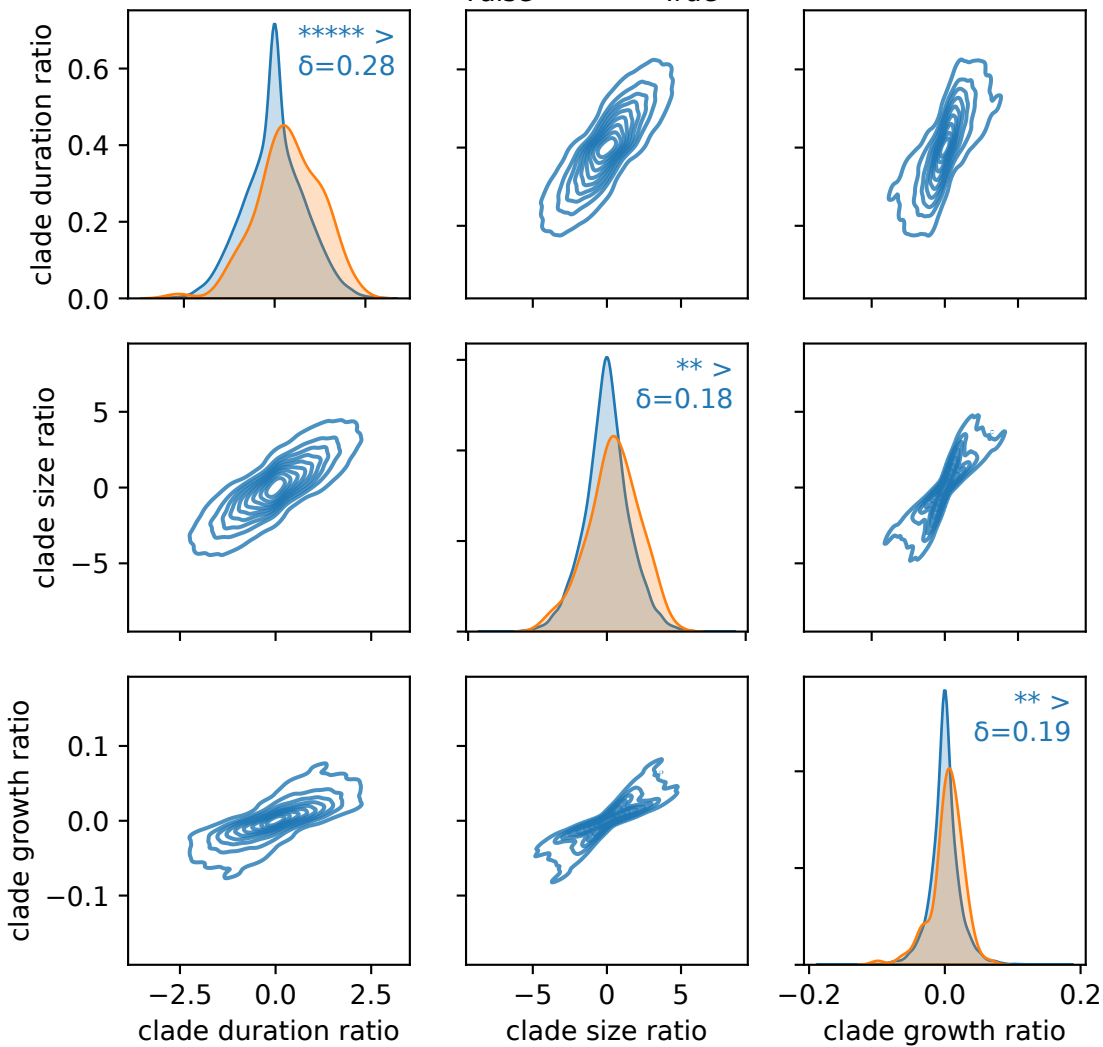 ***** >
δ=0.28
clade duration ratio
0.6
0.4
0.2
0.0
** >
δ=0.18
clade size ratio
5
0
−5
** >
δ=0.19
clade growth ratio
0.1
0.0
−0.1
−2.5 0.0 2.5
clade duration ratio
−5 0 5
clade size ratio
−0.2 0.0 0.2
clade growth ratio